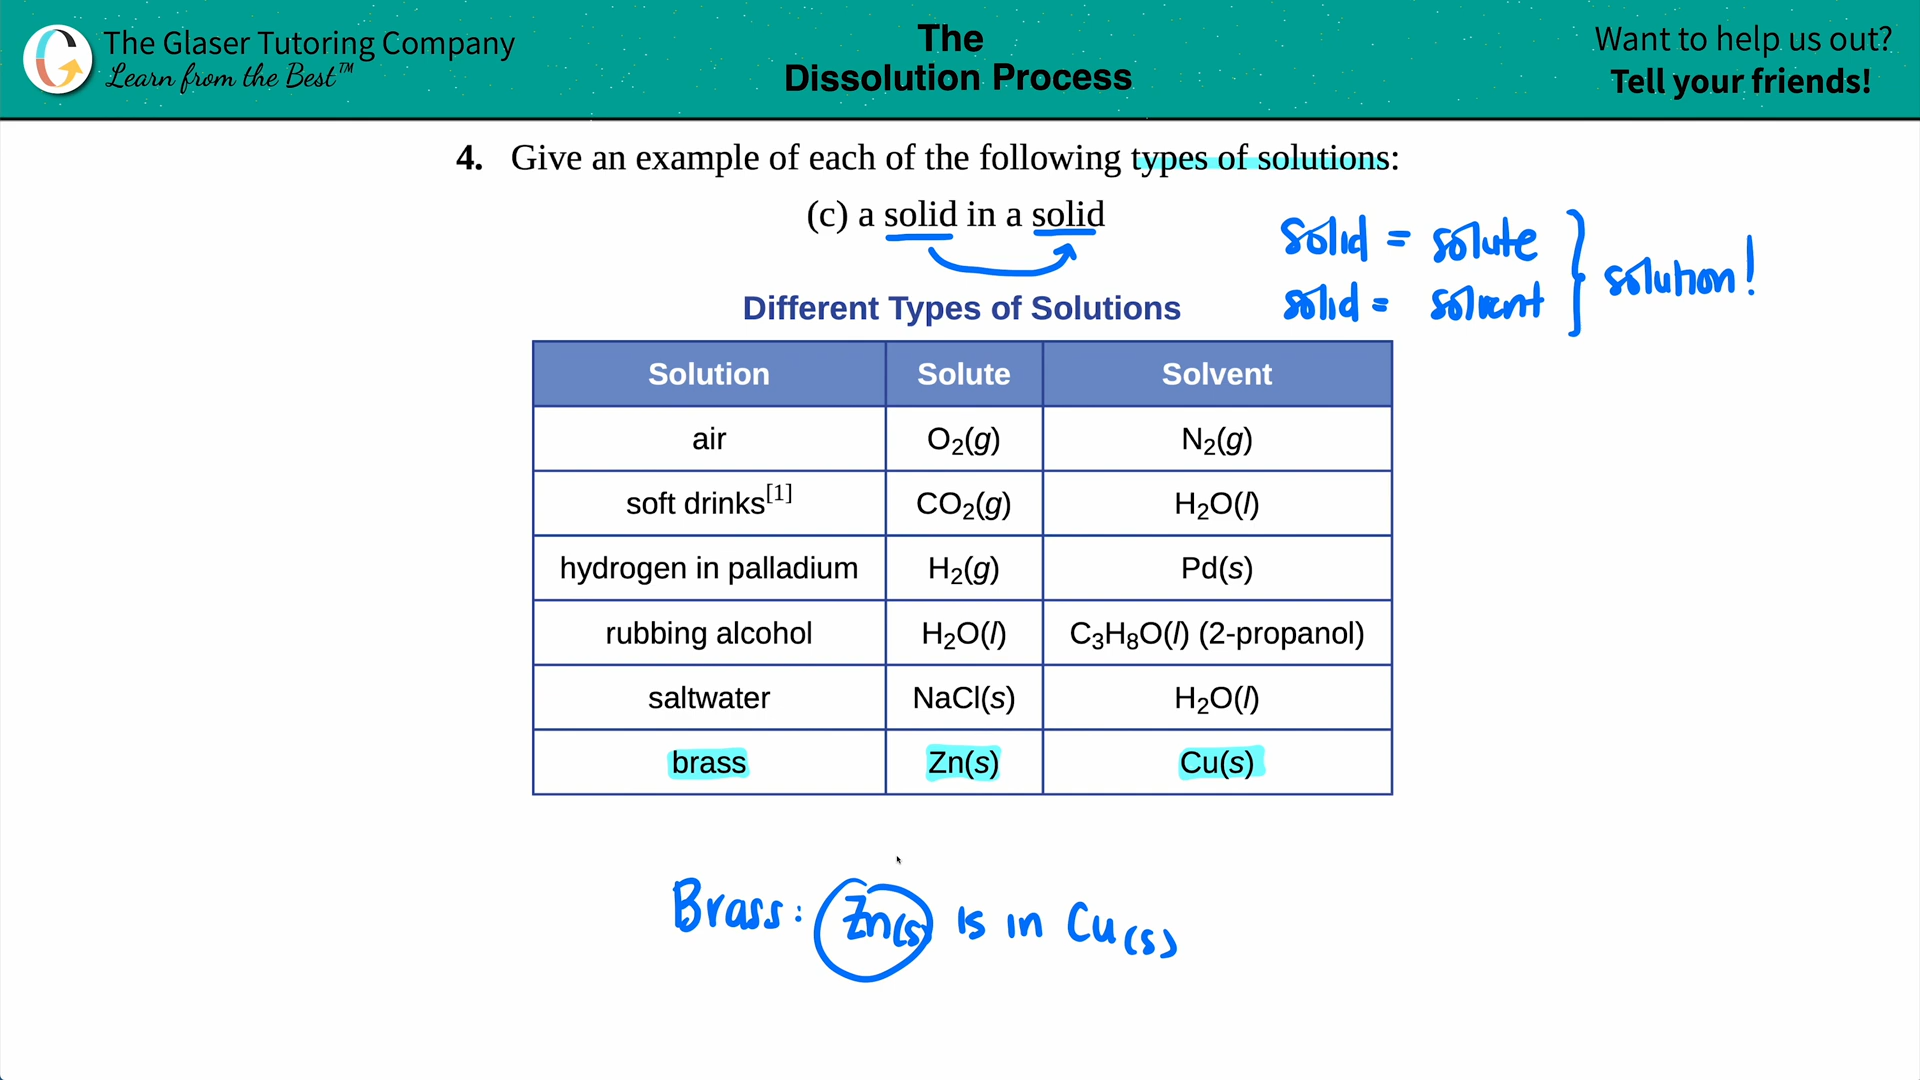 The Glaser Tutoring Company
Learn from the Best™
The
Dissolution Process
Want to help us out?
Tell your friends!
4. Give an example of each of the following types of solutions:
(c) a solid in a solid
solid = solute
solid = solvent
solution!
Different Types of Solutions
Solution Solute Solvent
air O₂(g) N₂(g)
soft drinks[1] CO₂(g) H₂O(l)
hydrogen in palladium H₂(g) Pd(s)
rubbing alcohol H₂O(l) C₃H₈O(l) (2-propanol)
saltwater NaCl(s) H₂O(l)
brass Zn(s) Cu(s)
Brass: Zn(s) is in Cu(s)